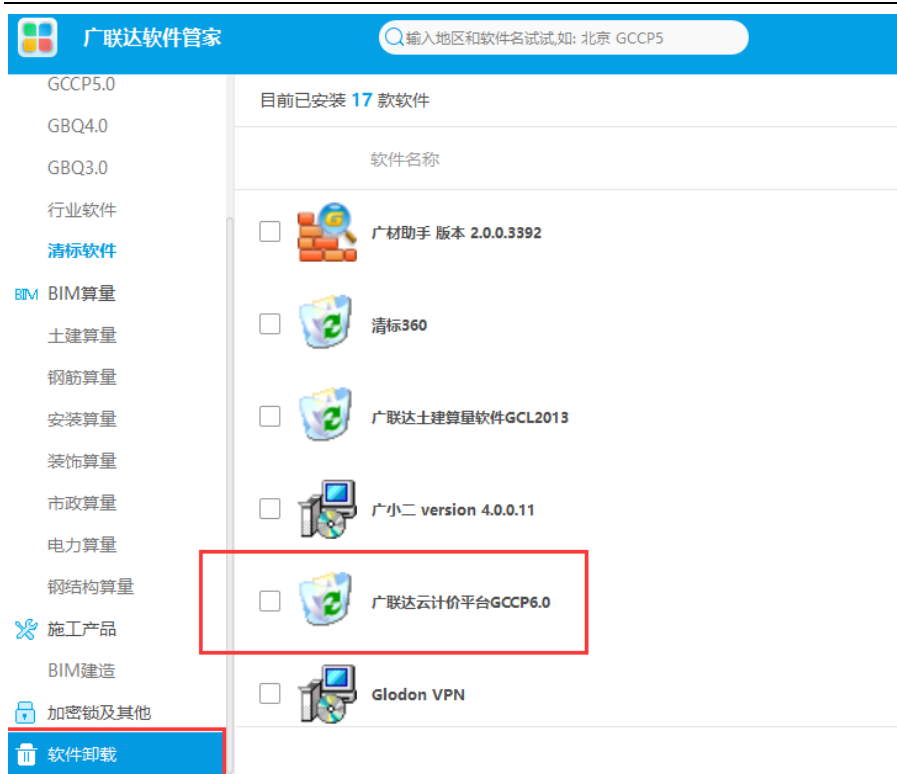 广联达软件管家
输入地区和软件名试试,如: 北京 GCCP5
GCCP5.0
GBQ4.0
GBQ3.0
行业软件
清标软件
BIM BIM算量
土建算量
钢筋算量
安装算量
装饰算量
市政算量
电力算量
钢结构算量
施工产品
BIM建造
加密锁及其他
软件卸载
目前已安装 17 款软件
软件名称
广材助手 版本 2.0.0.3392
清标360
广联达土建算量软件GCL2013
广小二 version 4.0.0.11
广联达云计价平台GCCP6.0
Glodon VPN